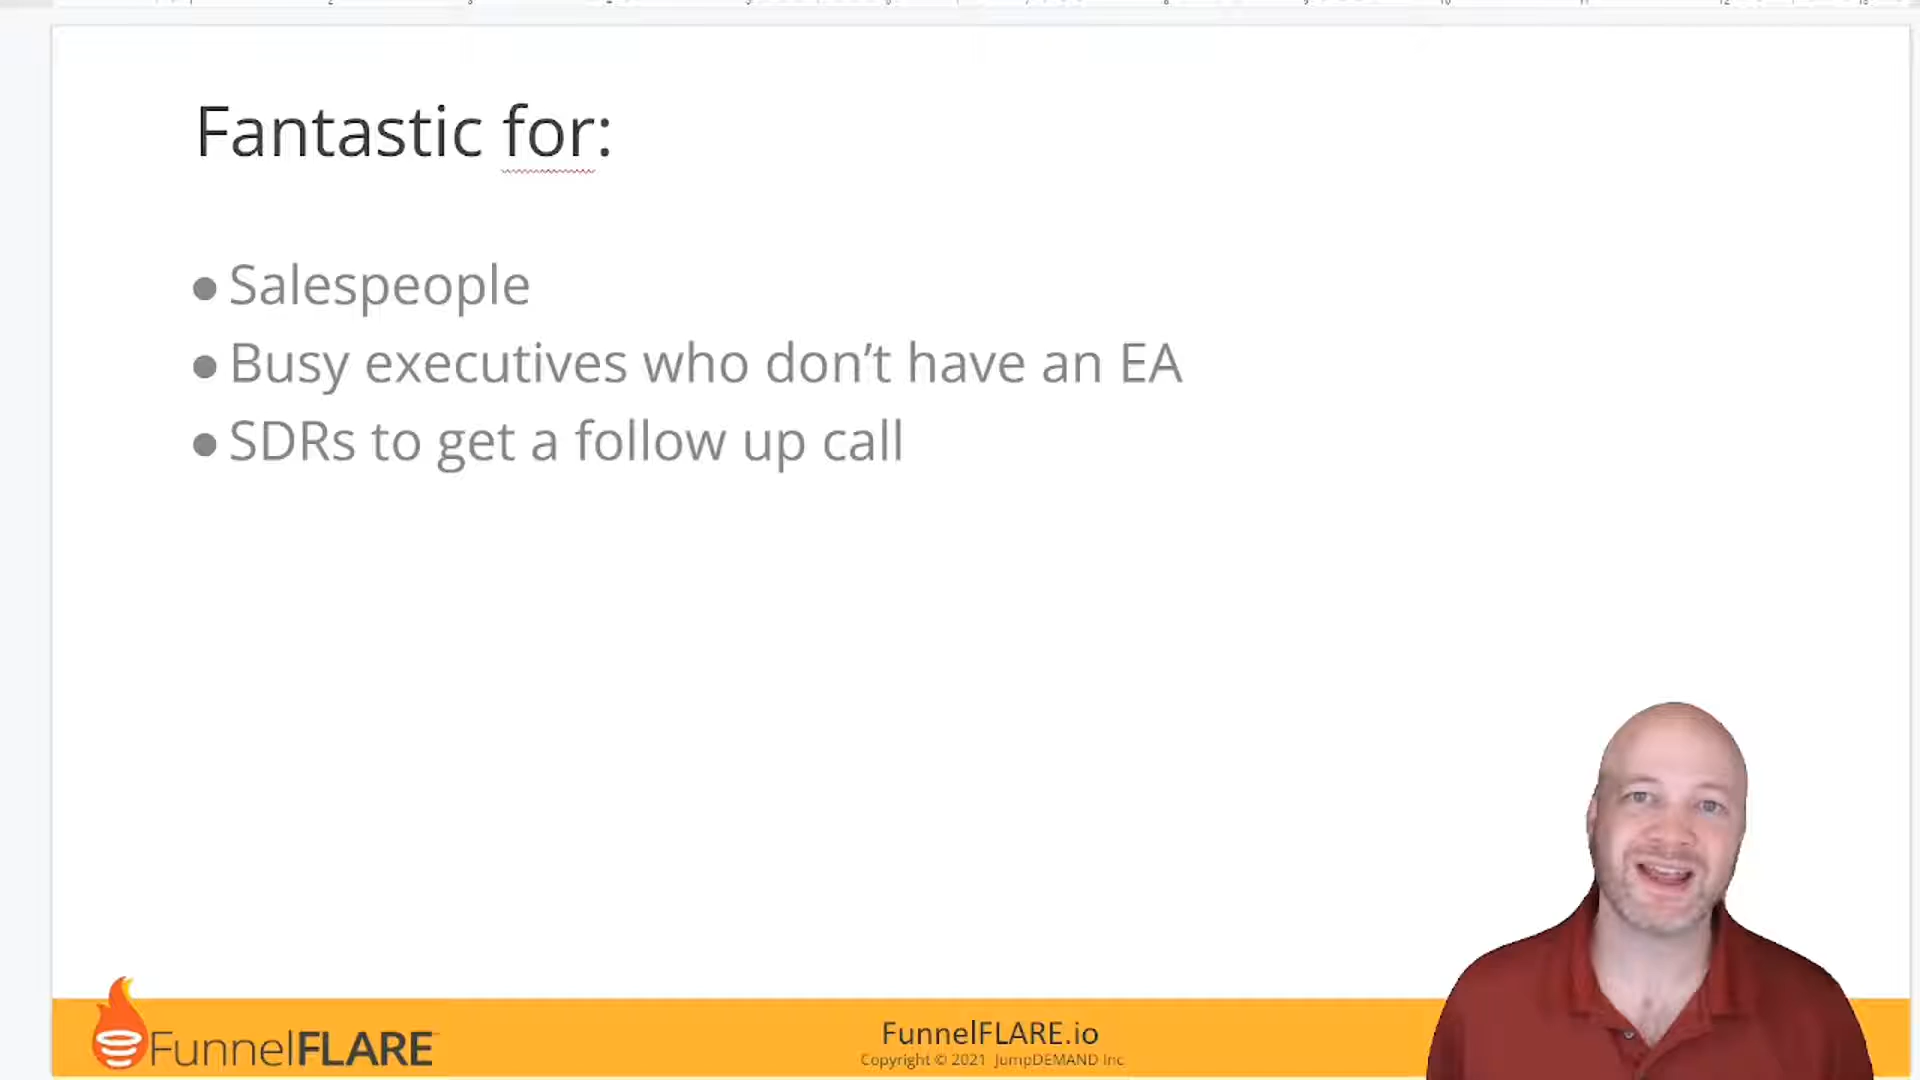 Fantastic for:
● Salespeople
● Busy executives who don’t have an EA
● SDRs to get a follow up call
FunnelFLARE
FunnelFLARE.io
Copyright © 2021 JumpDEMAND Inc